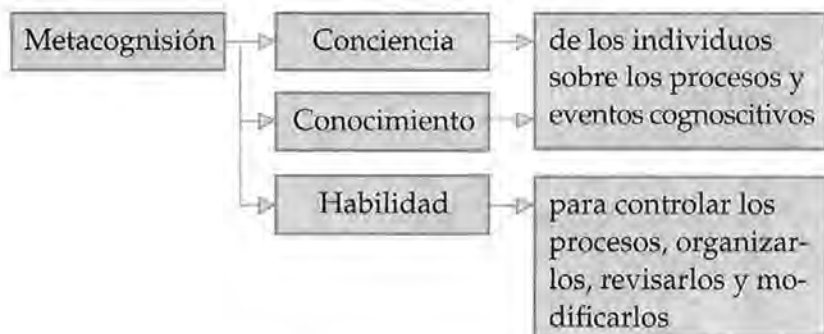 Metacognisión
Conciencia
de los individuos
sobre los procesos y
eventos cognoscitivos
Conocimiento
Habilidad
para controlar los
procesos, organizar-
los, revisarlos y mo-
dificarlos